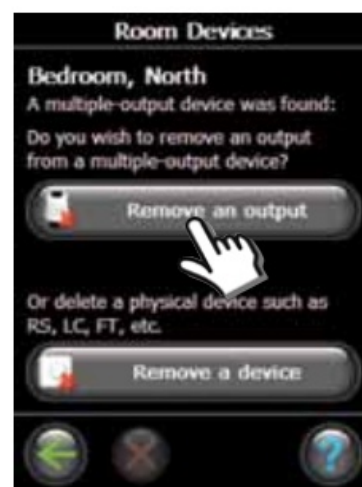 Room Devices
Bedroom, North
A multiple-output device was found:
Do you wish to remove an output
from a multiple-output device?
Remove an output
Or delete a physical device such as
RS, LC, FT, etc.
Remove a device
?